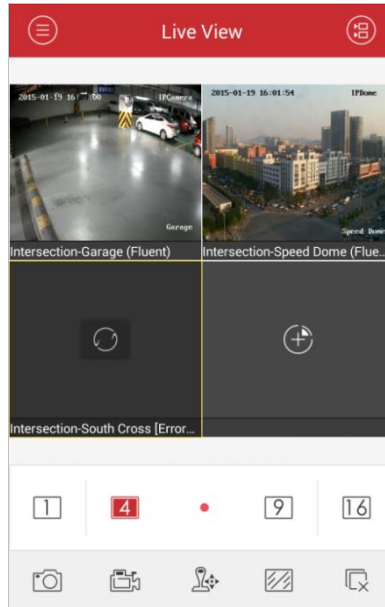 Live View
2015-01-19 16:
IPCamera
Garage
Intersection-Garage (Fluent)
2015-01-19 16:01:54
IPDome
Speed Dome
Intersection-Speed Dome (Flue...
Intersection-South Cross [Error...
1
4
9
16